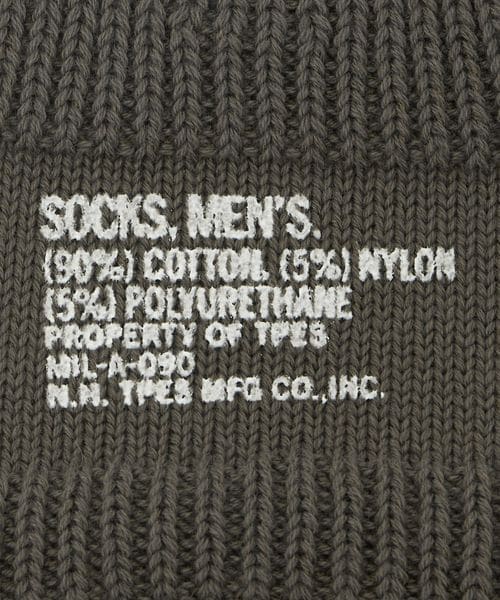 SOCKS, MEN'S.
(90%) COTTON, (5%) NYLON
(5%) POLYURETHANE
PROPERTY OF TPES
MIL-A-090
N.H. TPES MFG CO.,INC.